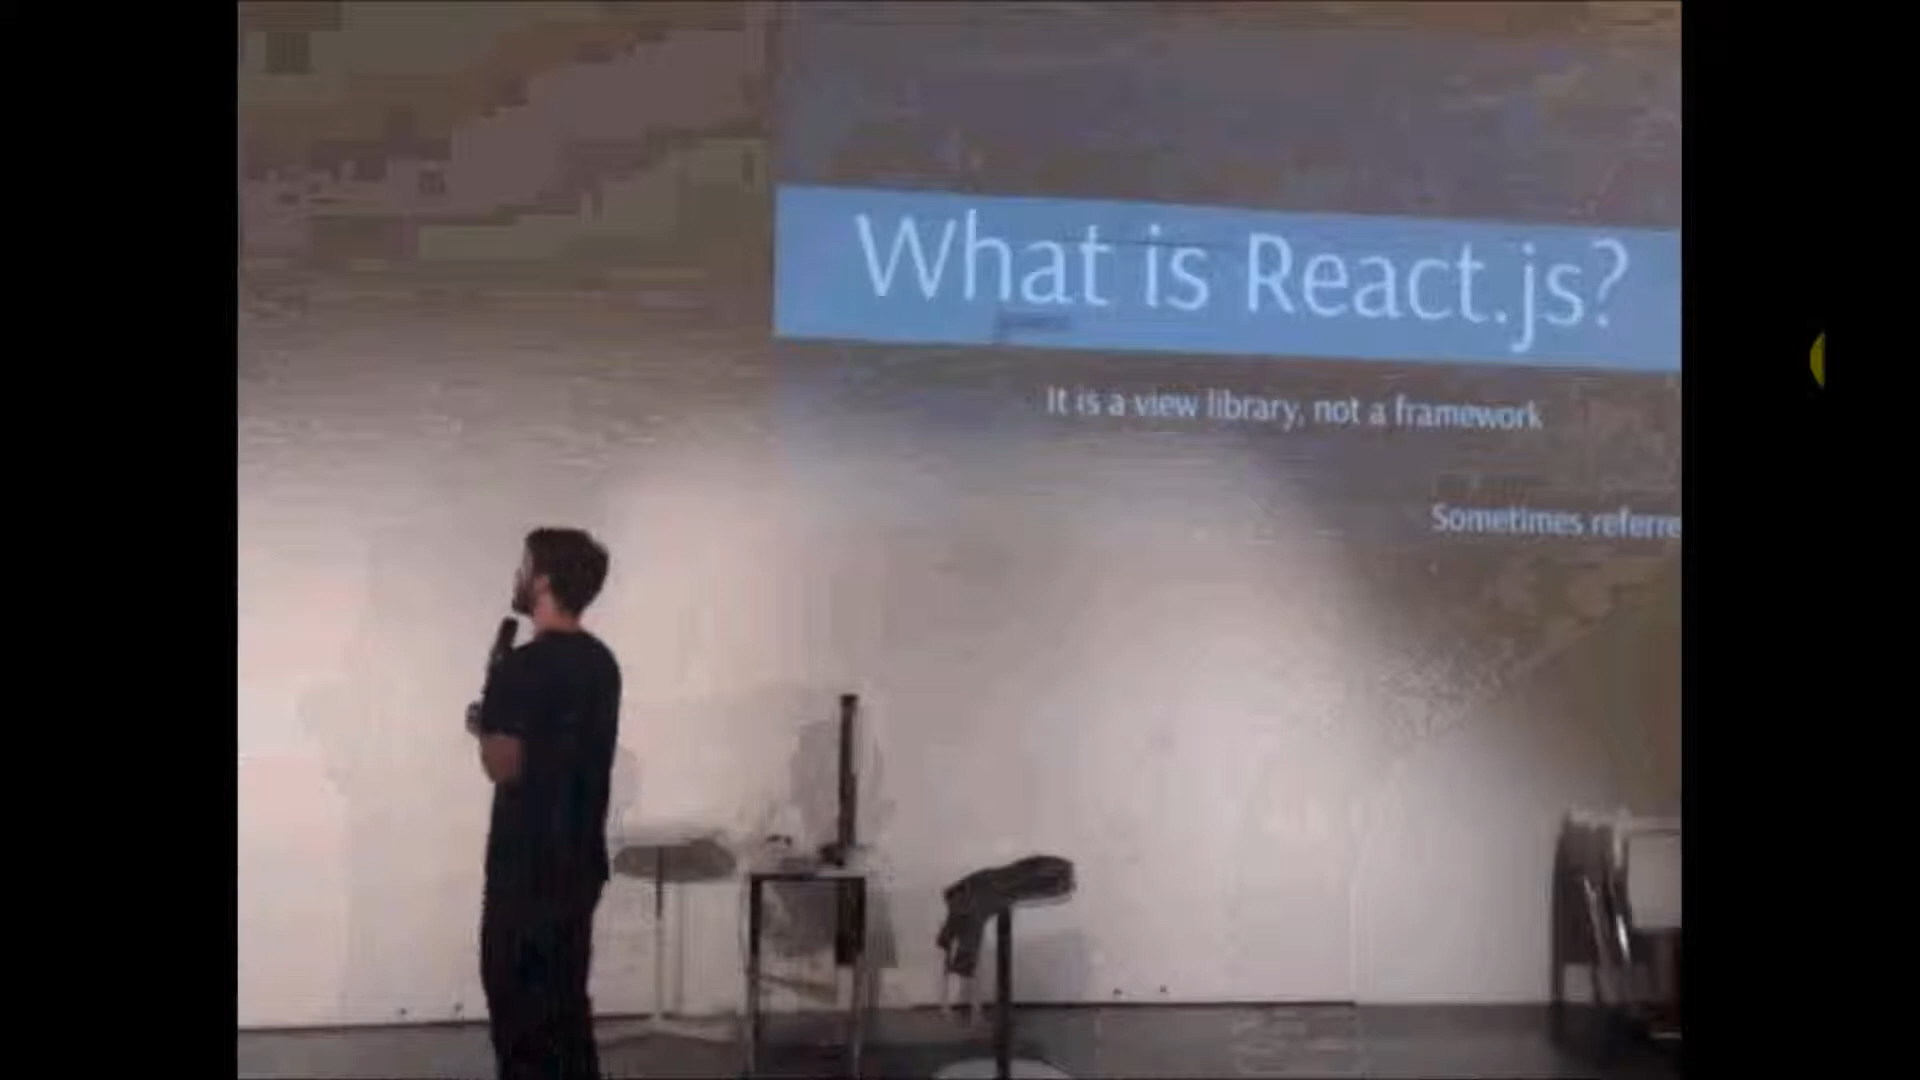 What is React.js?
It is a view library, not a framework
Sometimes referre